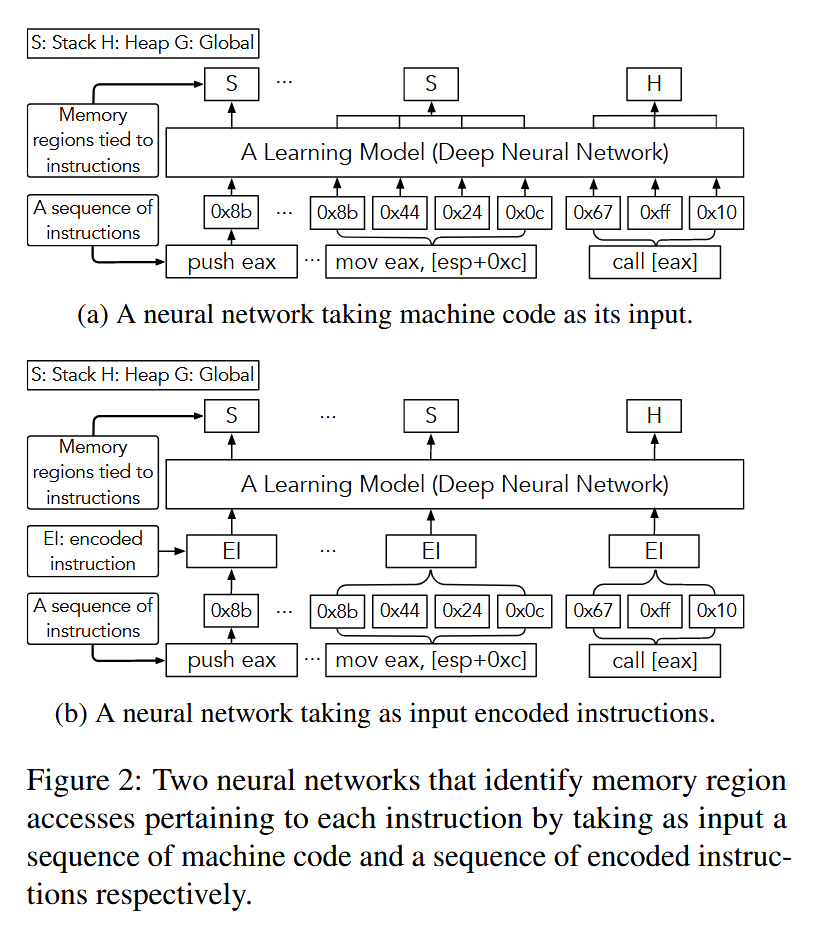 S: Stack H: Heap G: Global
S ... S H
Memory
regions tied to
instructions
A Learning Model (Deep Neural Network)
A sequence of
instructions
0x8b ... 0x8b 0x44 0x24 0x0c 0x67 0xff 0x10
push eax ... mov eax, [esp+0xc] call [eax]
(a) A neural network taking machine code as its input.
S: Stack H: Heap G: Global
S ... S H
Memory
regions tied to
instructions
A Learning Model (Deep Neural Network)
EI: encoded
instruction
EI ... EI EI
A sequence of
instructions
0x8b ... 0x8b 0x44 0x24 0x0c 0x67 0xff 0x10
push eax ... mov eax, [esp+0xc] call [eax]
(b) A neural network taking as input encoded instructions.
Figure 2: Two neural networks that identify memory region
accesses pertaining to each instruction by taking as input a
sequence of machine code and a sequence of encoded instruc-
tions respectively.